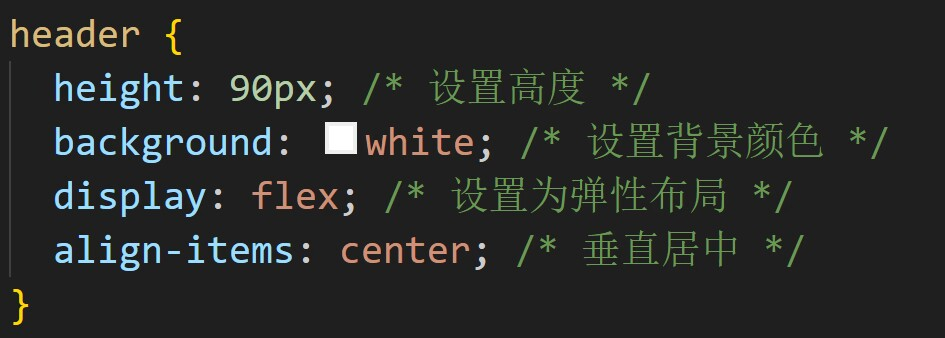 header {
height: 90px; /* 设置高度 */
background: white; /* 设置背景颜色 */
display: flex; /* 设置为弹性布局 */
align-items: center; /* 垂直居中 */
}